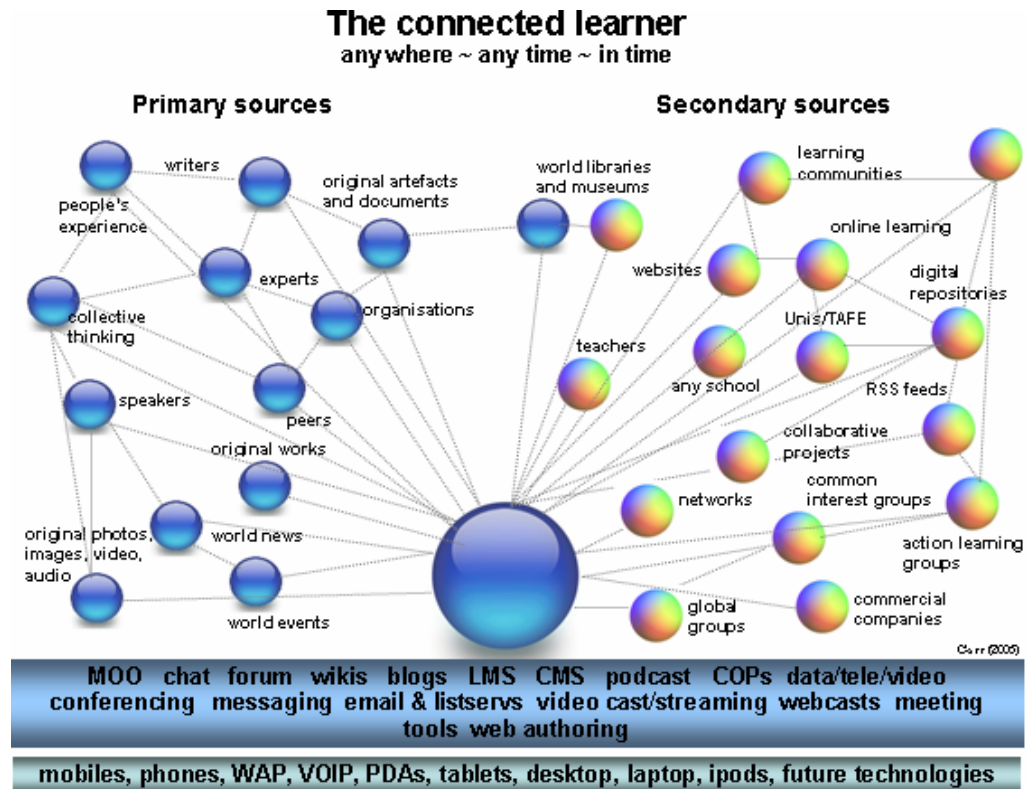 The connected learner
any where ~ any time ~ in time
Primary sources
Secondary sources
writers
people's
experience
original artefacts
and documents
world libraries
and museums
learning
communities
online learning
experts
websites
digital
repositories
collective
thinking
organisations
Unis/TAFE
teachers
any school
RSS feeds
speakers
peers
original works
collaborative
projects
common
interest groups
networks
original photos,
images, video,
audio
world news
action learning
groups
world events
global
groups
commercial
companies
Carr (2005)
MOO chat forum wikis blogs LMS CMS podcast COPs data/tele/video
conferencing messaging email & listservs video cast/streaming webcasts meeting
tools web authoring
mobiles, phones, WAP, VOIP, PDAs, tablets, desktop, laptop, ipods, future technologies